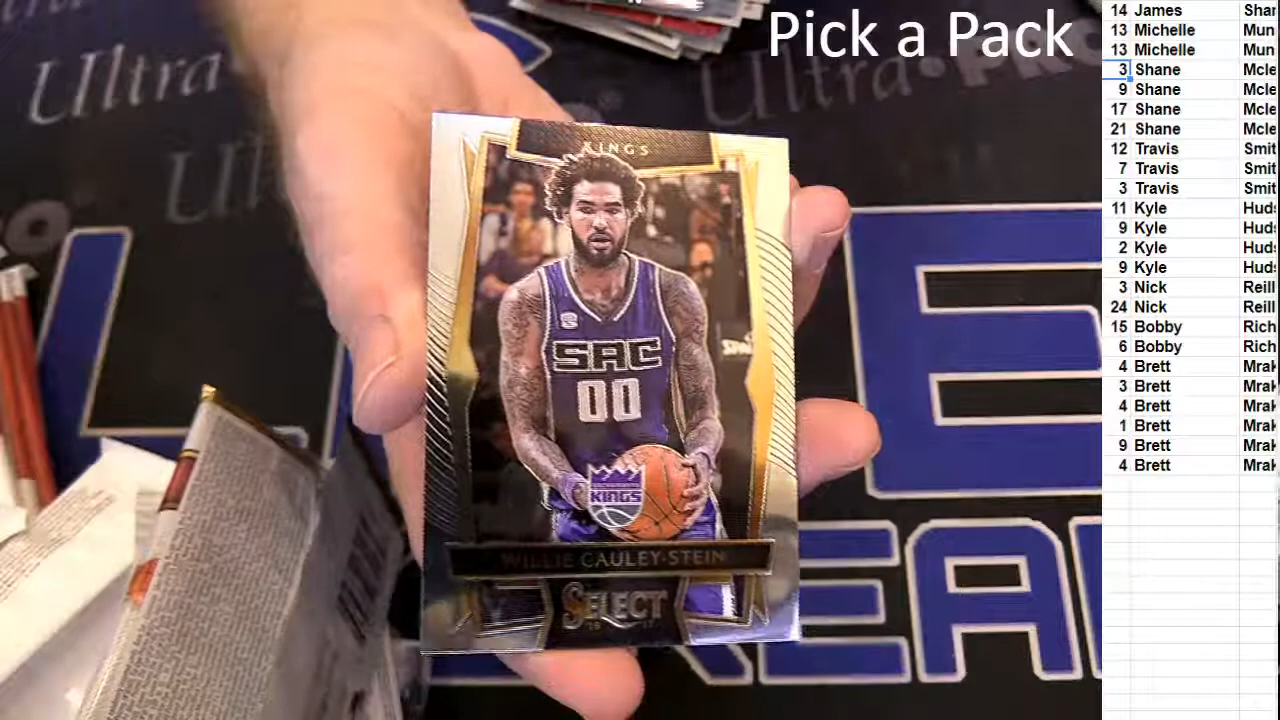 Pick a Pack
Ultra PRO
Ultra PRO
Ultra
KINGS
SAC
00
KINGS
WILLIE CAULEY-STEIN
SELECT
14 James Shar
13 Michelle Mun
13 Michelle Mun
3 Shane Mcle
9 Shane Mcle
17 Shane Mcle
21 Shane Mcle
12 Travis Smit
7 Travis Smit
3 Travis Smit
11 Kyle Huds
9 Kyle Huds
2 Kyle Huds
9 Kyle Huds
3 Nick Reill
24 Nick Reill
15 Bobby Rich
6 Bobby Rich
4 Brett Mrak
3 Brett Mrak
4 Brett Mrak
1 Brett Mrak
9 Brett Mrak
4 Brett Mrak